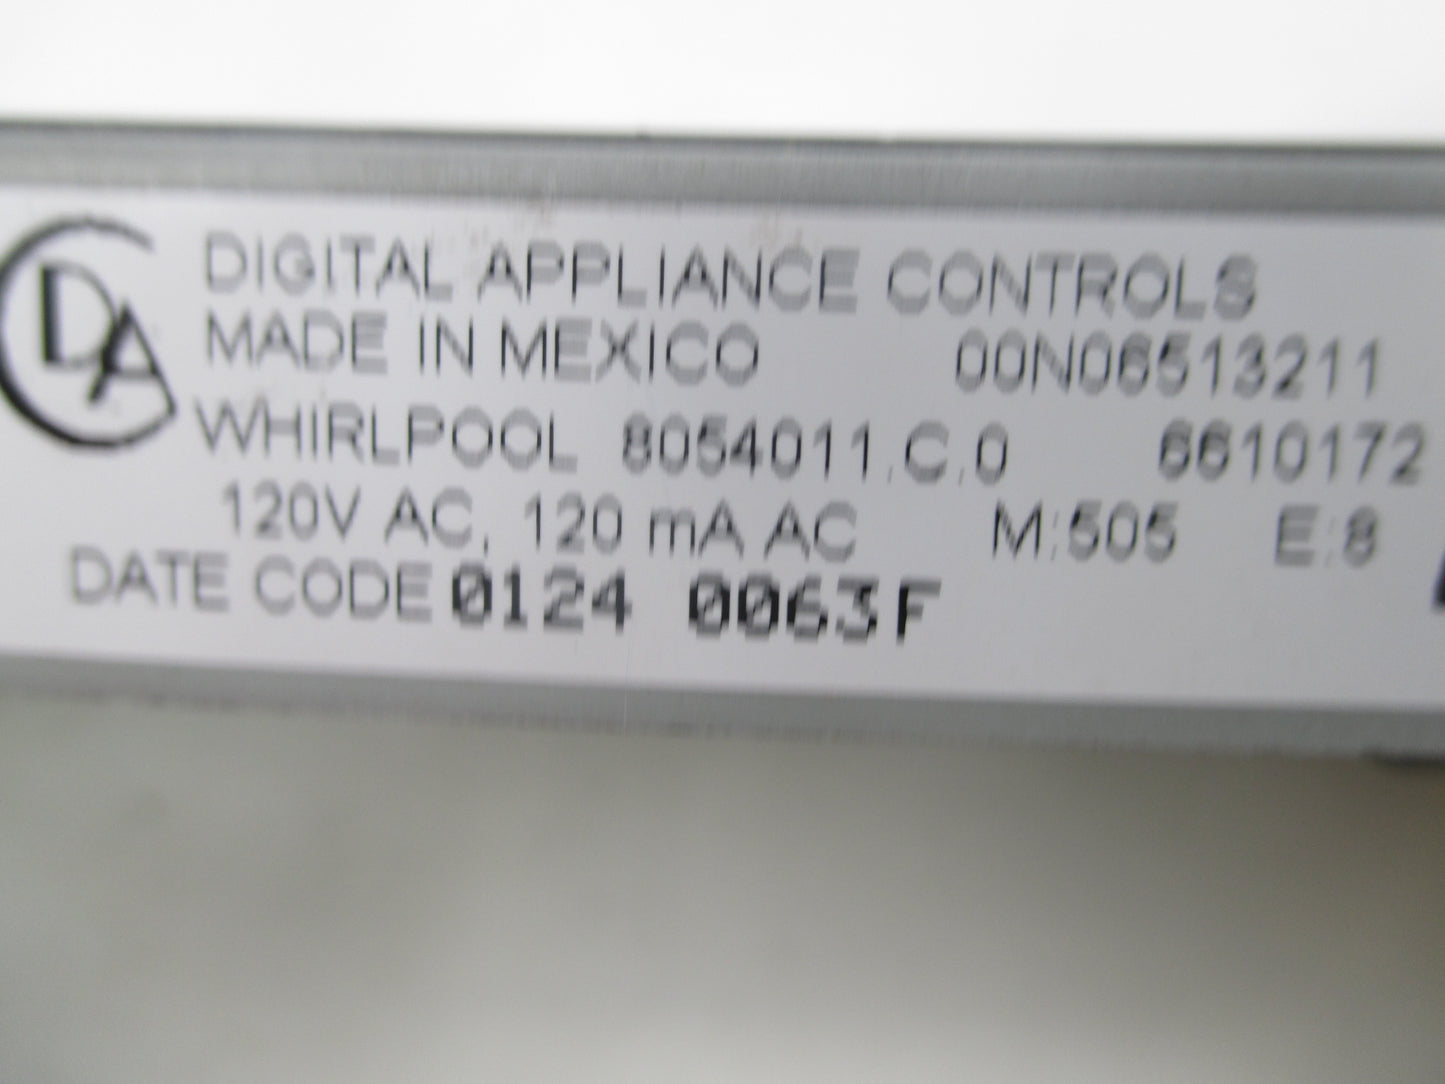 DAC
DIGITAL APPLIANCE CONTROLS
MADE IN MEXICO 00N06513211
WHIRLPOOL 8054011.C.0 6610172
120V AC, 120 mA AC M:505 E:8
DATE CODE 0124 0063F